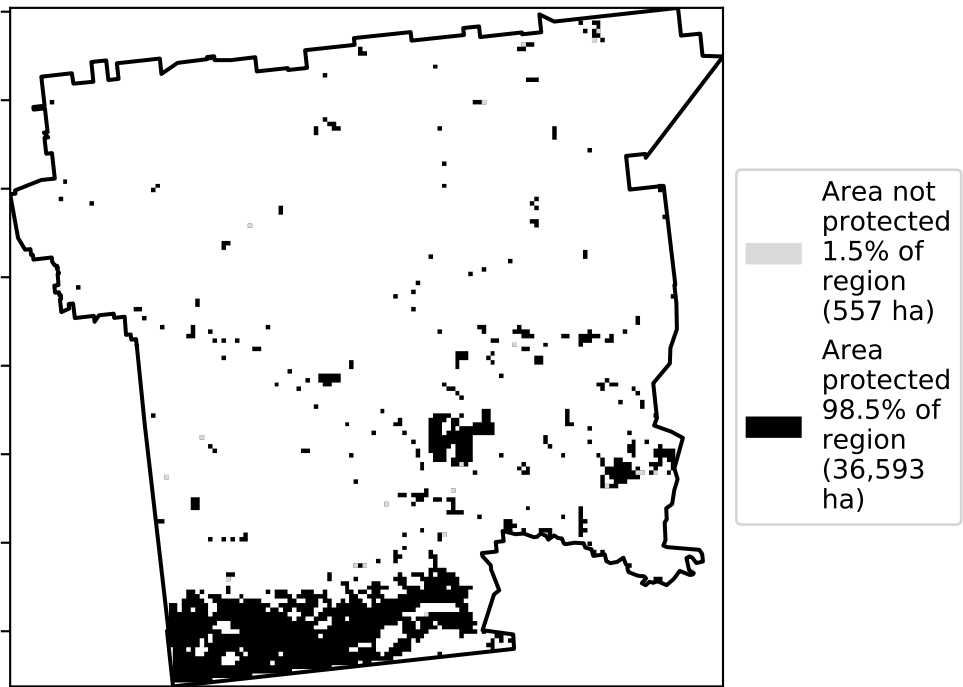 Area not
protected
1.5% of
region
(557 ha)
Area
protected
98.5% of
region
(36,593
ha)